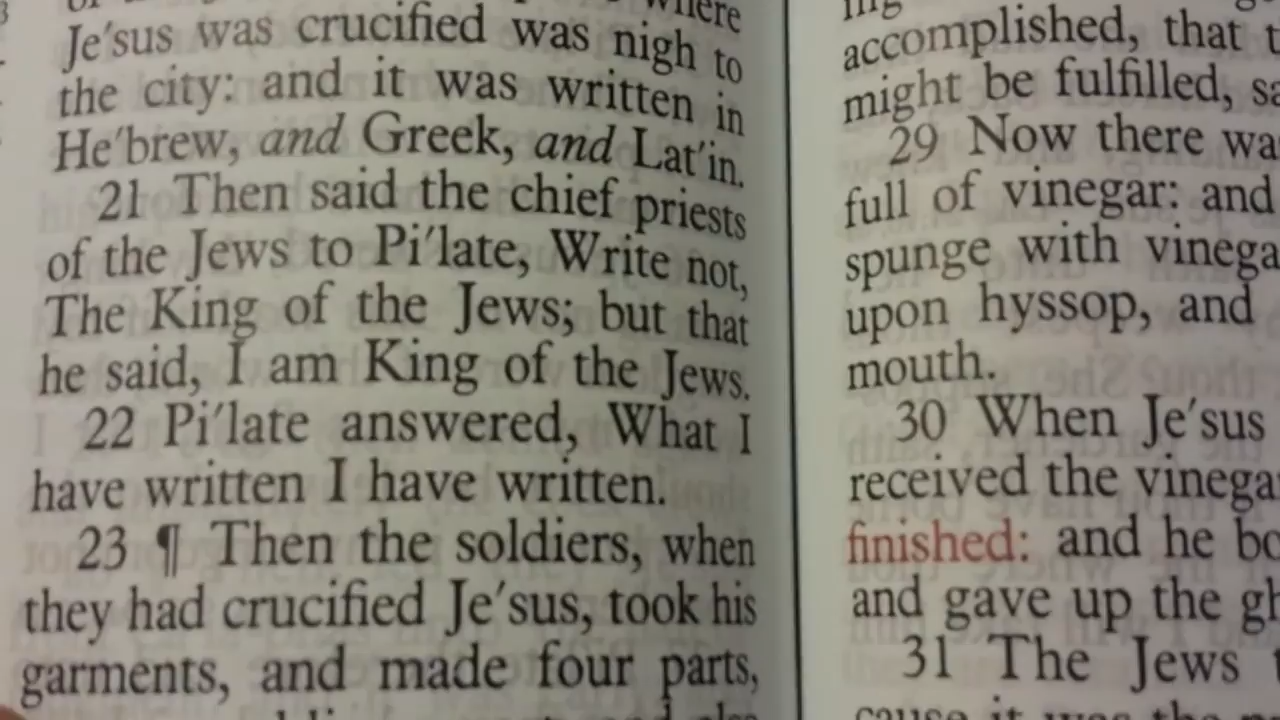 where
Je′sus was crucified was nigh to
the city: and it was written in
He′brew, and Greek, and Lat′in.
21 Then said the chief priests
of the Jews to Pi′late, Write not,
The King of the Jews; but that
he said, I am King of the Jews.
22 Pi′late answered, What I
have written I have written.
23 ¶ Then the soldiers, when
they had crucified Je′sus, took his
garments, and made four parts,
accomplished, that
might be fulfilled,
29 Now there
full of vinegar: and
spunge with
upon hyssop, and
mouth.
30 When Je′sus
received the
finished: and he
and gave up the
31 The Jews
cause it was the